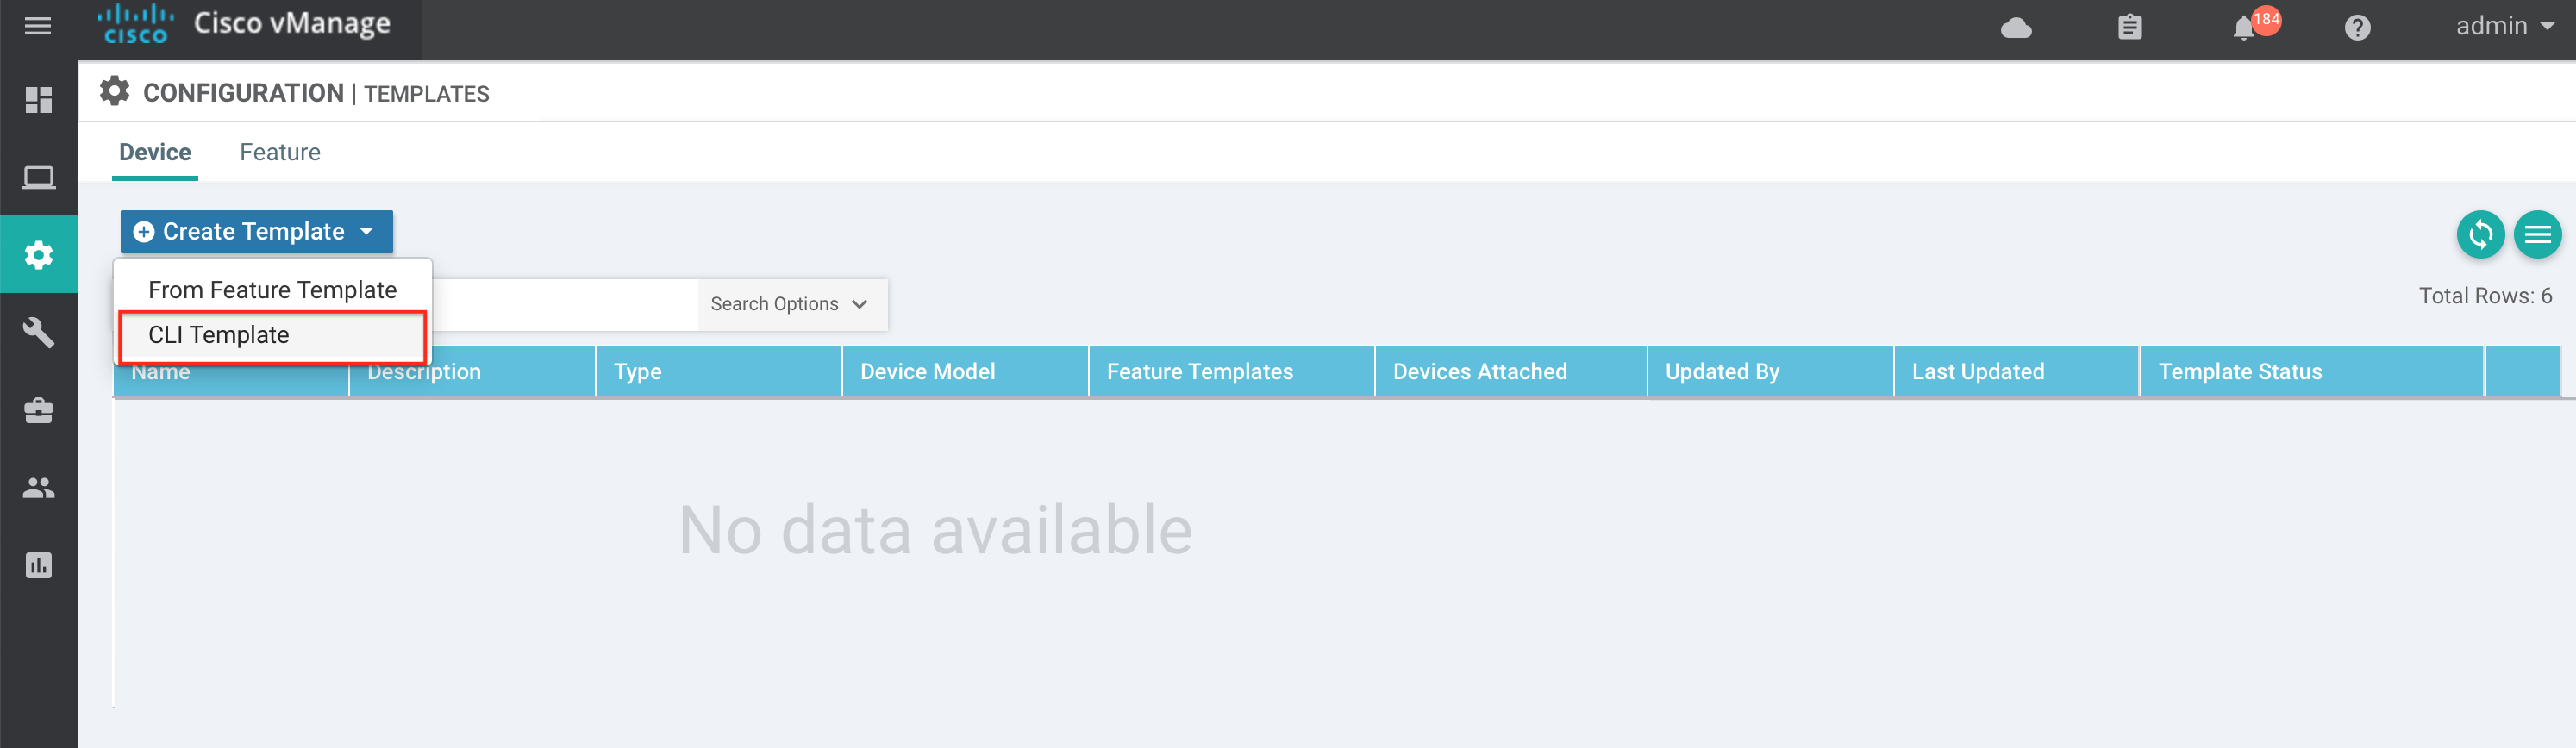 CISCO
Cisco vManage
184
admin
CONFIGURATION | TEMPLATES
Device
Feature
Create Template
From Feature Template
CLI Template
Search Options
Total Rows: 6
Name
Description
Type
Device Model
Feature Templates
Devices Attached
Updated By
Last Updated
Template Status
No data available